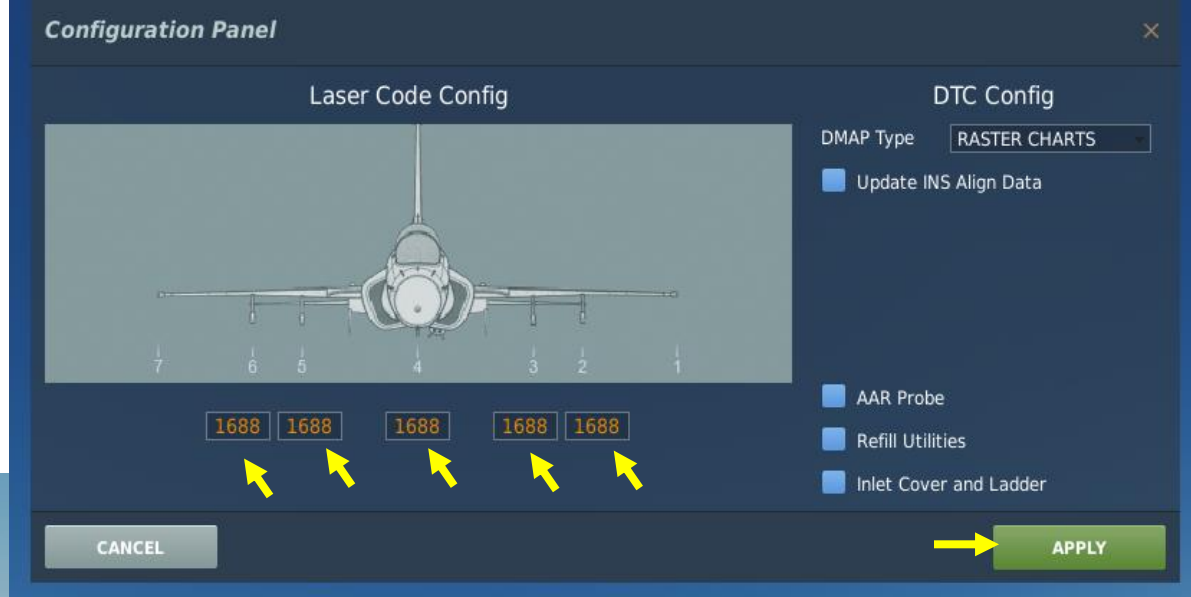 Configuration Panel
×
Laser Code Config
DTC Config
DMAP Type RASTER CHARTS
Update INS Align Data
7 6 5 4 3 2 1
AAR Probe
1688 1688 1688 1688 1688
Refill Utilities
Inlet Cover and Ladder
CANCEL
APPLY